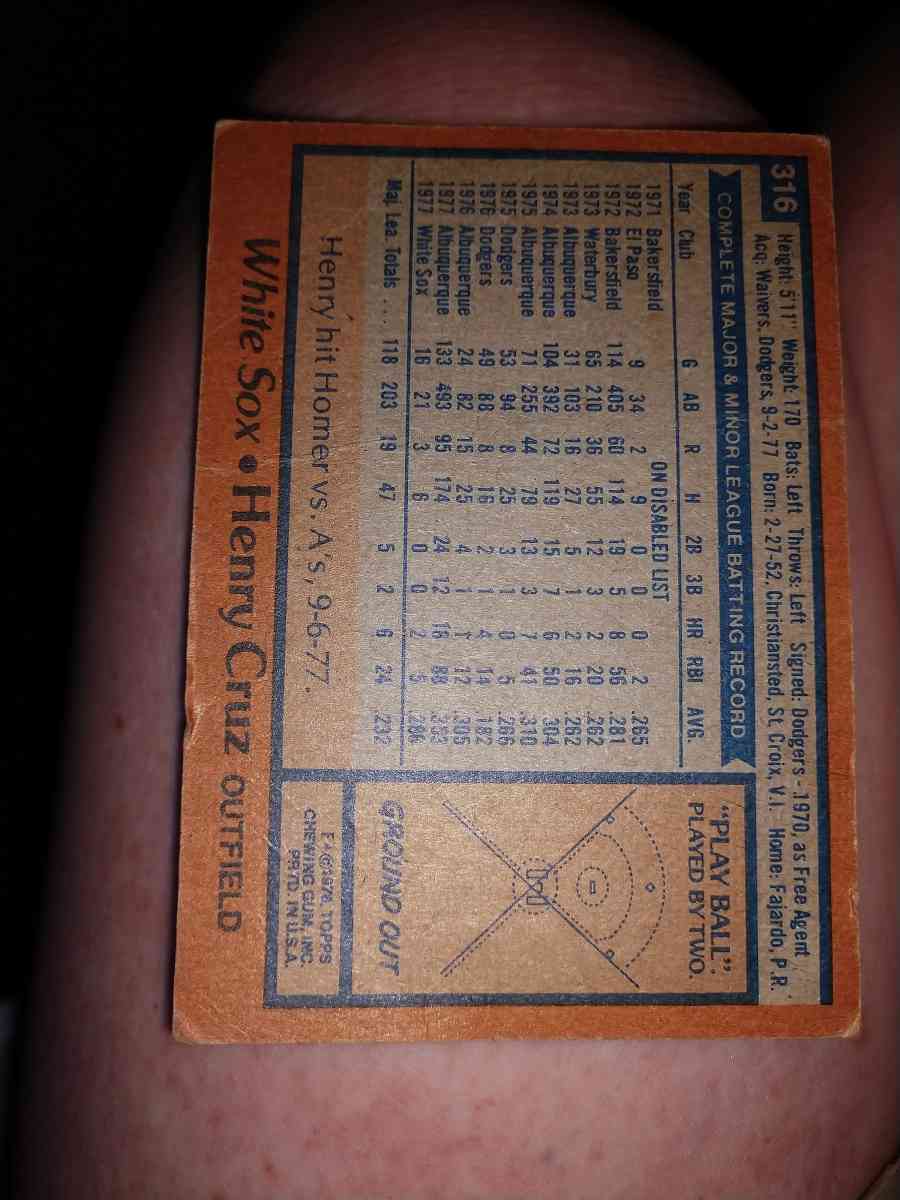 316
Height: 5'11" Weight: 170 Bats: Left Throws: Left Signed: Dodgers - 1970, as Free Agent
Acq: Waivers, Dodgers, 9-2-77 Born: 2-27-52, Christiansted, St. Croix, V.I. Home: Fajardo, P.R.
COMPLETE MAJOR & MINOR LEAGUE BATTING RECORD
Year Club G AB R H 2B 3B HR RBI AVG.
1971 Bakersfield ON DISABLED LIST
1972 El Paso 9 34 2 9 0 0 0 2 .265
1972 Bakersfield 114 405 60 114 19 5 8 56 .281
1973 Waterbury 65 210 36 55 12 3 2 20 .262
1973 Albuquerque 31 103 16 27 5 1 2 16 .262
1974 Albuquerque 104 392 72 119 15 7 6 50 .304
1975 Albuquerque 71 255 44 79 13 3 7 41 .310
1975 Dodgers 53 94 8 25 3 1 0 5 .266
1976 Dodgers 49 88 8 16 2 1 4 14 .182
1976 Albuquerque 24 82 15 25 4 1 1 12 .305
1977 Albuquerque 133 493 95 174 24 12 18 88 .353
1977 White Sox 16 21 3 6 0 0 2 5 .286
Maj. Lea. Totals ... 118 203 19 47 5 2 6 24 .232
Henry hit Homer vs. A's, 9-6-77.
"PLAY BALL".
PLAYED BY TWO.
GROUND OUT
©1978 TOPPS
CHEWING GUM, INC.
PRTD. IN U.S.A.
White Sox • Henry Cruz OUTFIELD